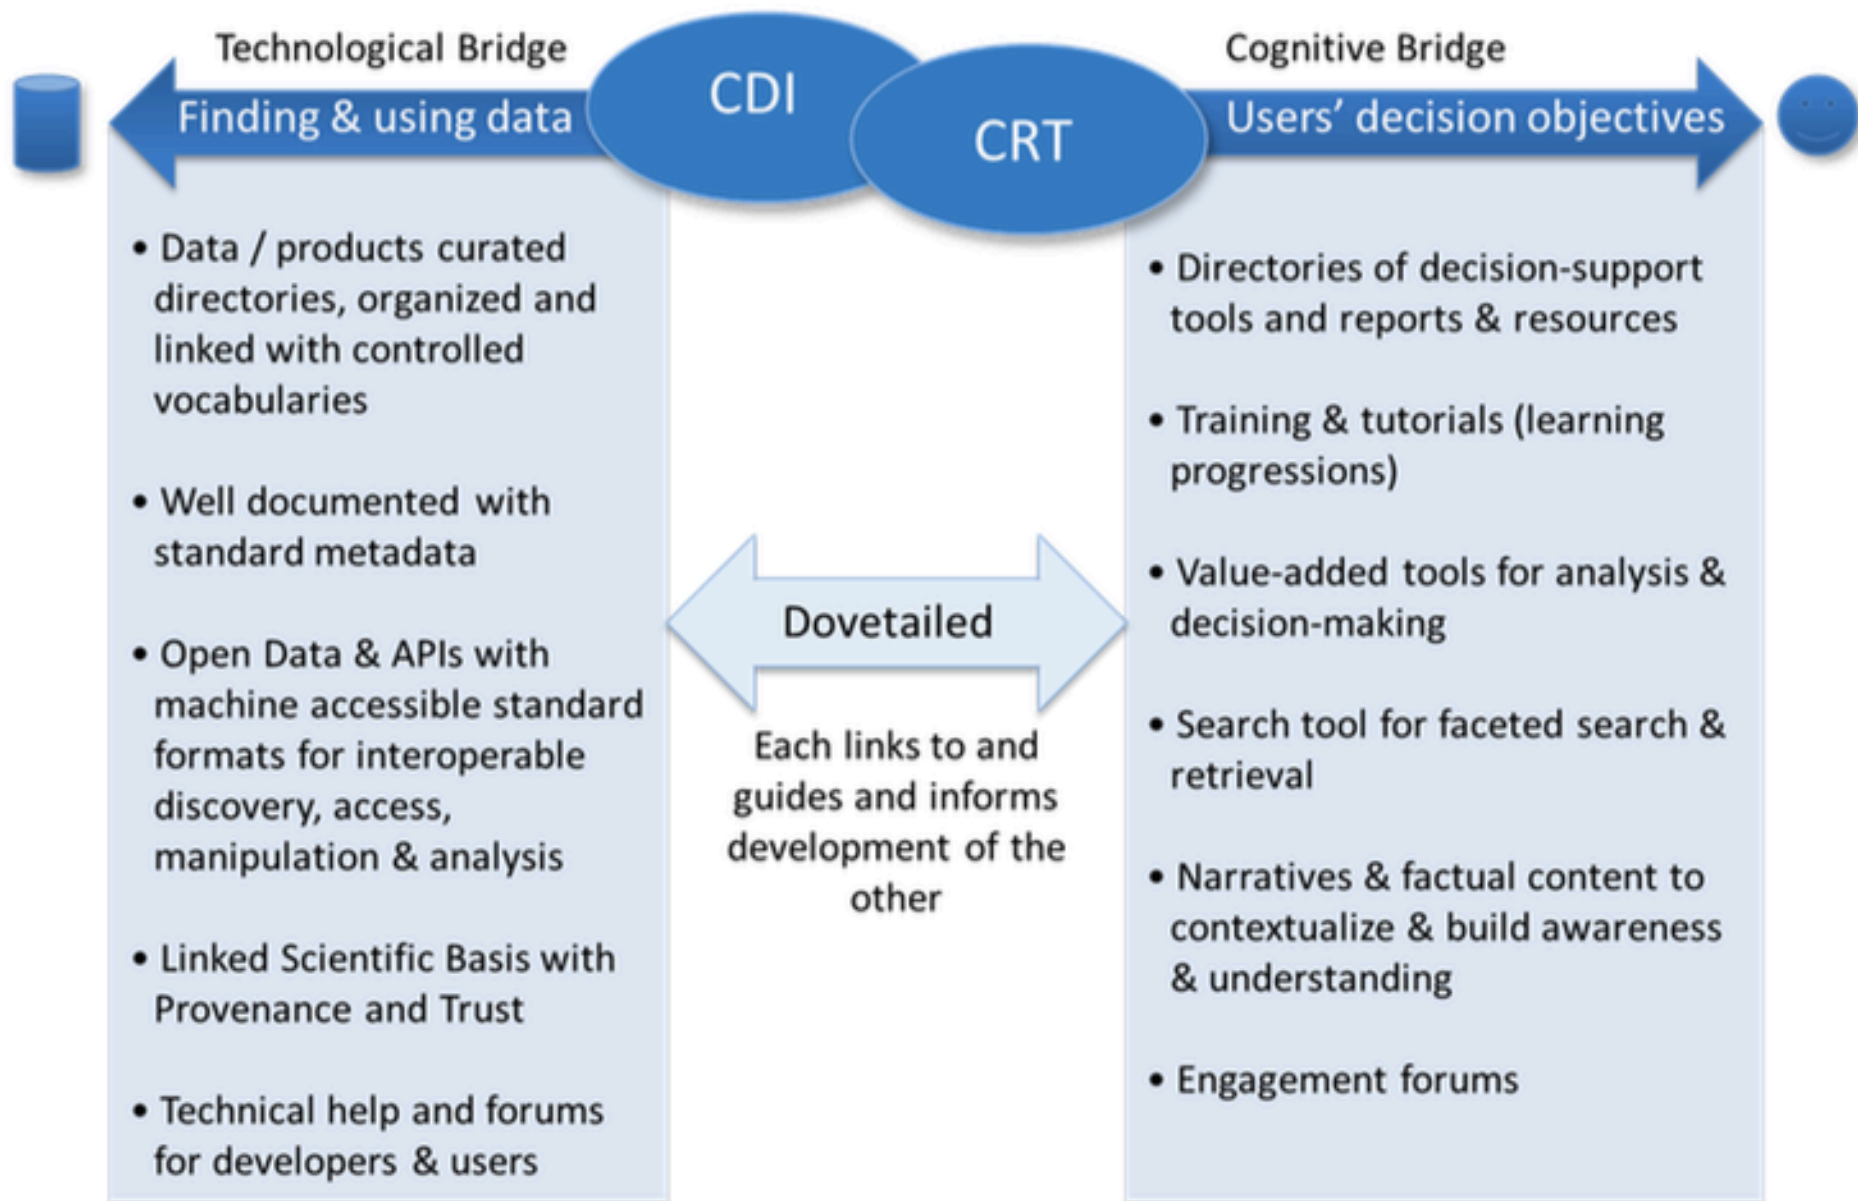 Technological Bridge
Finding & using data
CDI
CRT
Cognitive Bridge
Users’ decision objectives
• Data / products curated
directories, organized and
linked with controlled
vocabularies
• Well documented with
standard metadata
• Open Data & APIs with
machine accessible standard
formats for interoperable
discovery, access,
manipulation & analysis
• Linked Scientific Basis with
Provenance and Trust
• Technical help and forums
for developers & users
Dovetailed
Each links to and
guides and informs
development of the
other
• Directories of decision-support
tools and reports & resources
• Training & tutorials (learning
progressions)
• Value-added tools for analysis &
decision-making
• Search tool for faceted search &
retrieval
• Narratives & factual content to
contextualize & build awareness
& understanding
• Engagement forums